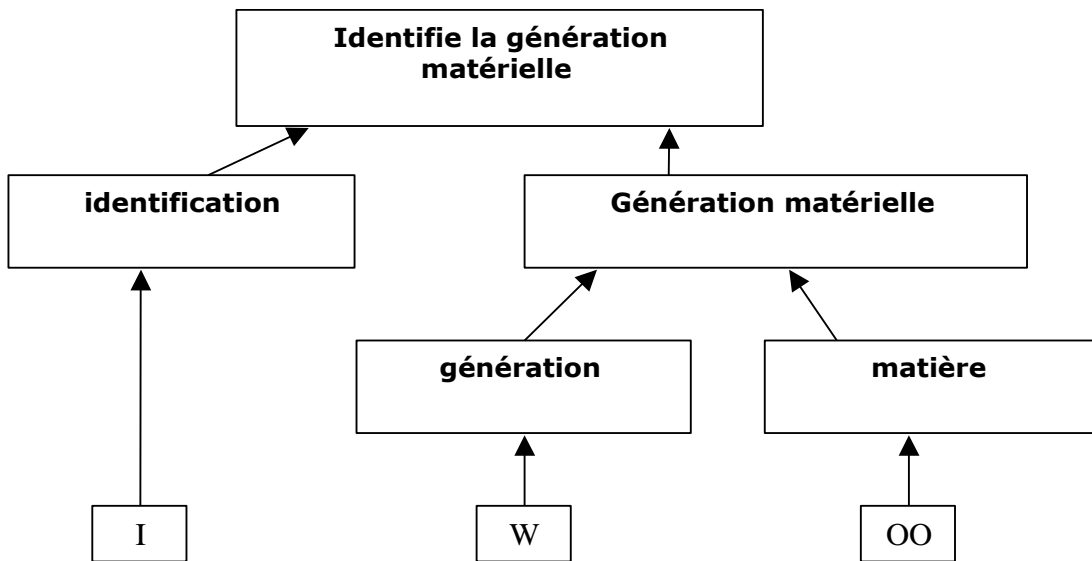 Identifie la génération
matérielle
identification
Génération matérielle
génération
matière
I
W
OO